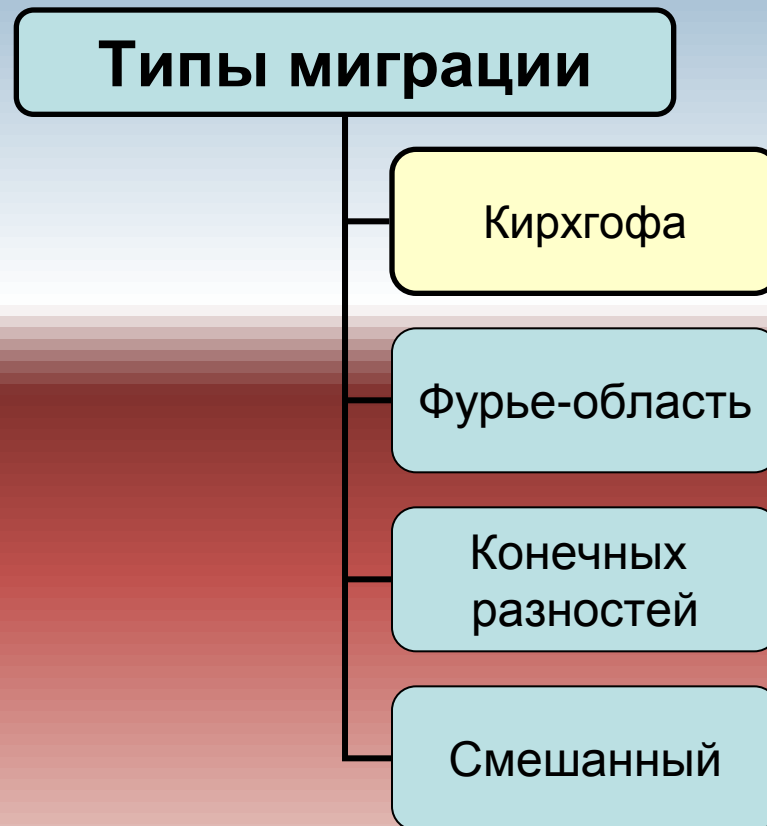 Типы миграции
Кирхгофа
Фурье-область
Конечных
разностей
Смешанный